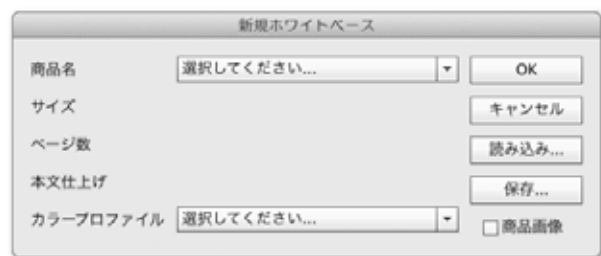 新規ホワイトベース
商品名 選択してください... OK
サイズ キャンセル
ページ数 読み込み...
本文仕上げ 保存...
カラープロファイル 選択してください... 商品画像